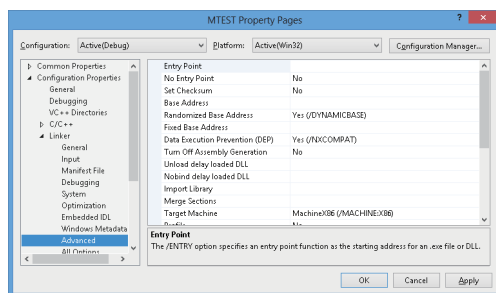 MTEST Property Pages
? ×
Configuration: Active(Debug) Platform: Active(Win32) Configuration Manager...
Common Properties
Configuration Properties
General
Debugging
VC++ Directories
C/C++
Linker
General
Input
Manifest File
Debugging
System
Optimization
Embedded IDL
Windows Metadata
Advanced
All Options
Entry Point
No Entry Point No
Set Checksum No
Base Address
Randomized Base Address Yes (/DYNAMICBASE)
Fixed Base Address
Data Execution Prevention (DEP) Yes (/NXCOMPAT)
Turn Off Assembly Generation No
Unload delay loaded DLL
Nobind delay loaded DLL
Import Library
Merge Sections
Target Machine MachineX86 (/MACHINE:X86)
Profile No
Entry Point
The /ENTRY option specifies an entry point function as the starting address for an .exe file or DLL.
OK Cancel Apply